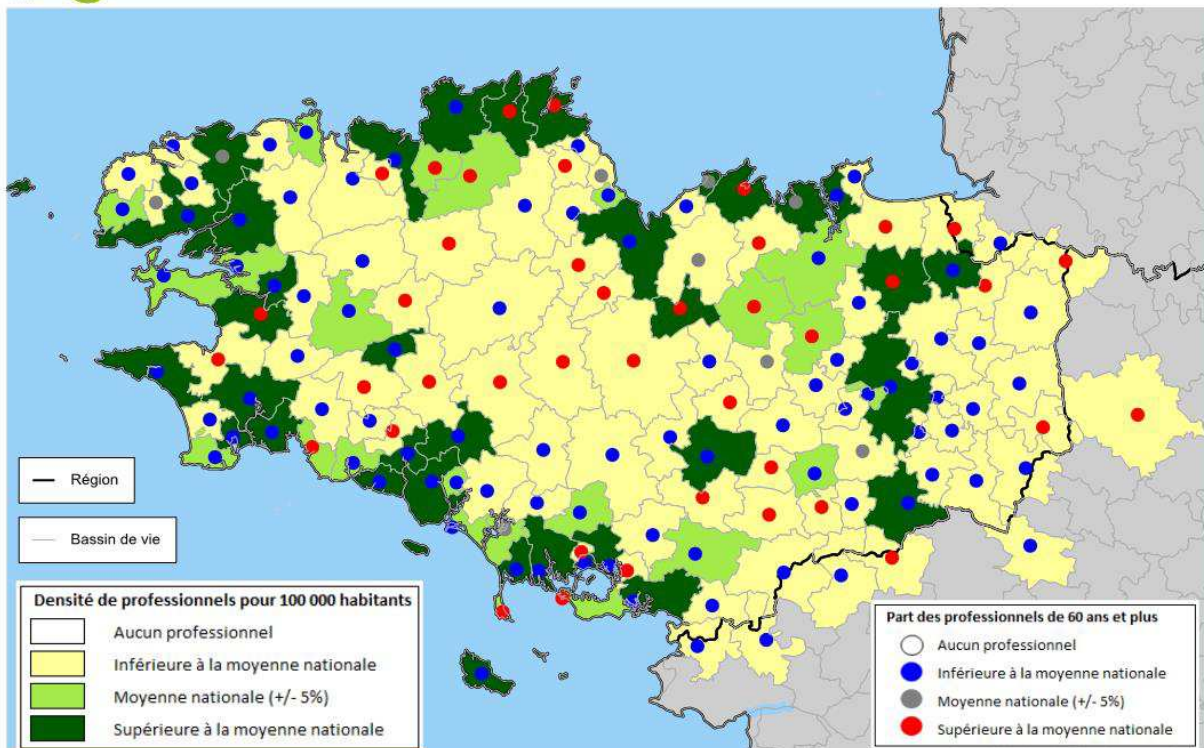 Région
Bassin de vie
Densité de professionnels pour 100 000 habitants
Aucun professionnel
Inférieure à la moyenne nationale
Moyenne nationale (+/- 5%)
Supérieure à la moyenne nationale
Part des professionnels de 60 ans et plus
Aucun professionnel
Inférieure à la moyenne nationale
Moyenne nationale (+/- 5%)
Supérieure à la moyenne nationale